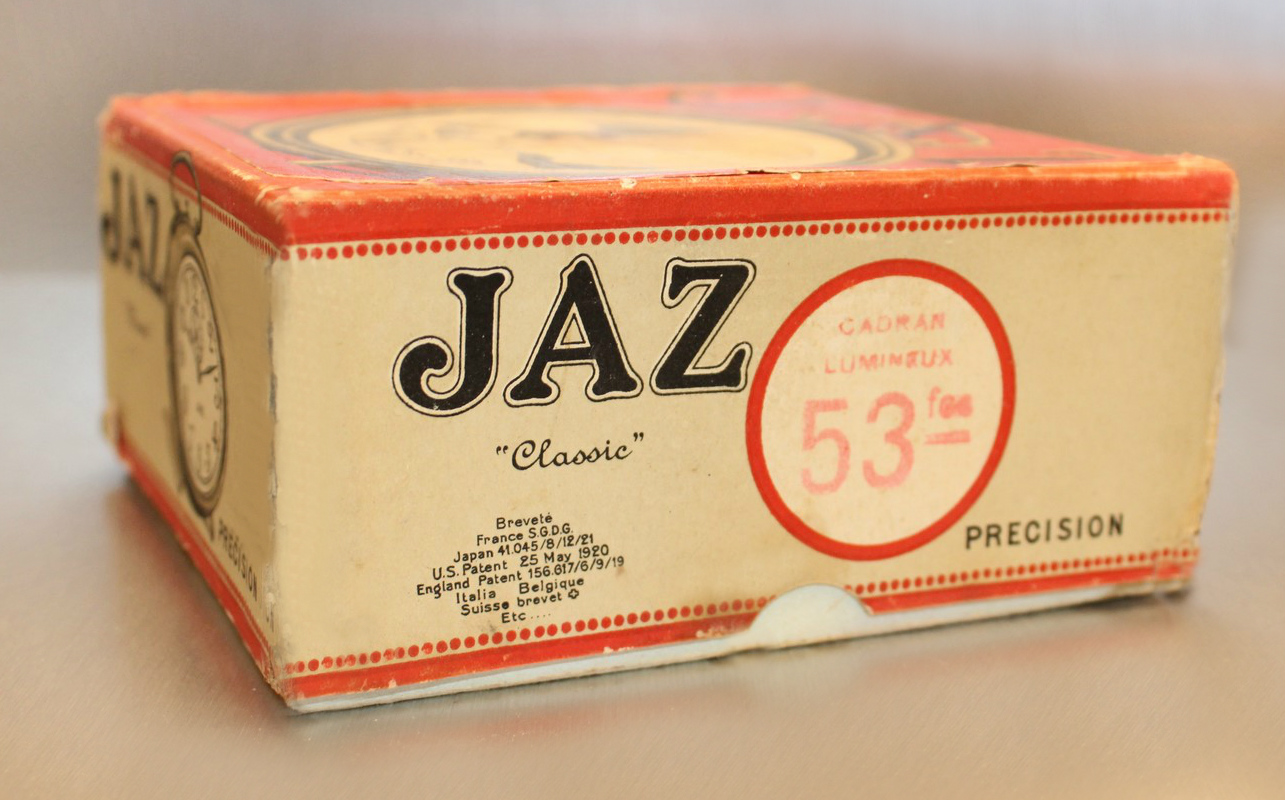 JAZ
PRECISION
JAZ
"Classic"
Breveté
France S.G.D.G.
Japan 41.045/8/12/21
U.S. Patent 25 May 1920
England Patent 156.617/6/9/19
Italia Belgique
Suisse brevet
Etc....
CADRAN
LUMINEUX
53 fcs
PRECISION